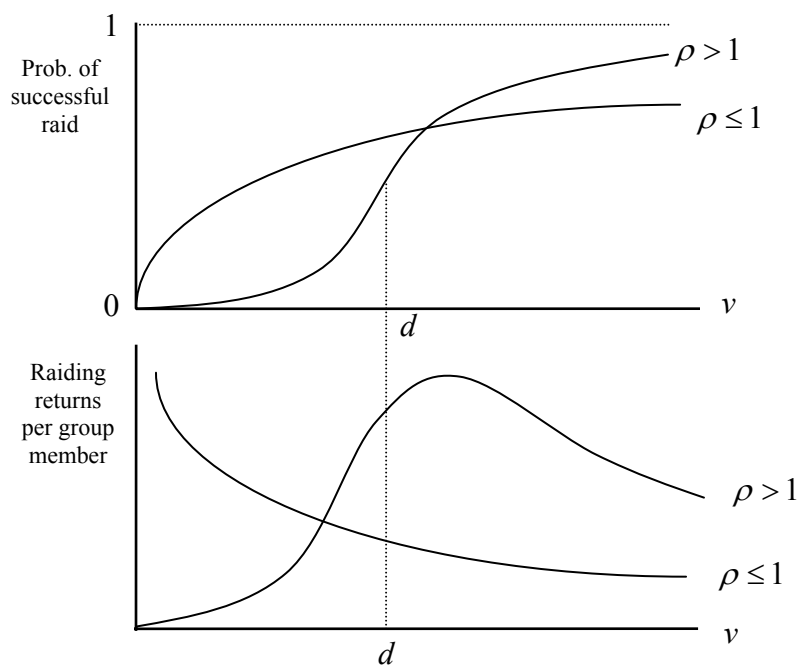 1
Prob. of
successful
raid
ρ > 1
ρ ≤ 1
0
v
d
Raiding
returns
per group
member
ρ > 1
ρ ≤ 1
v
d